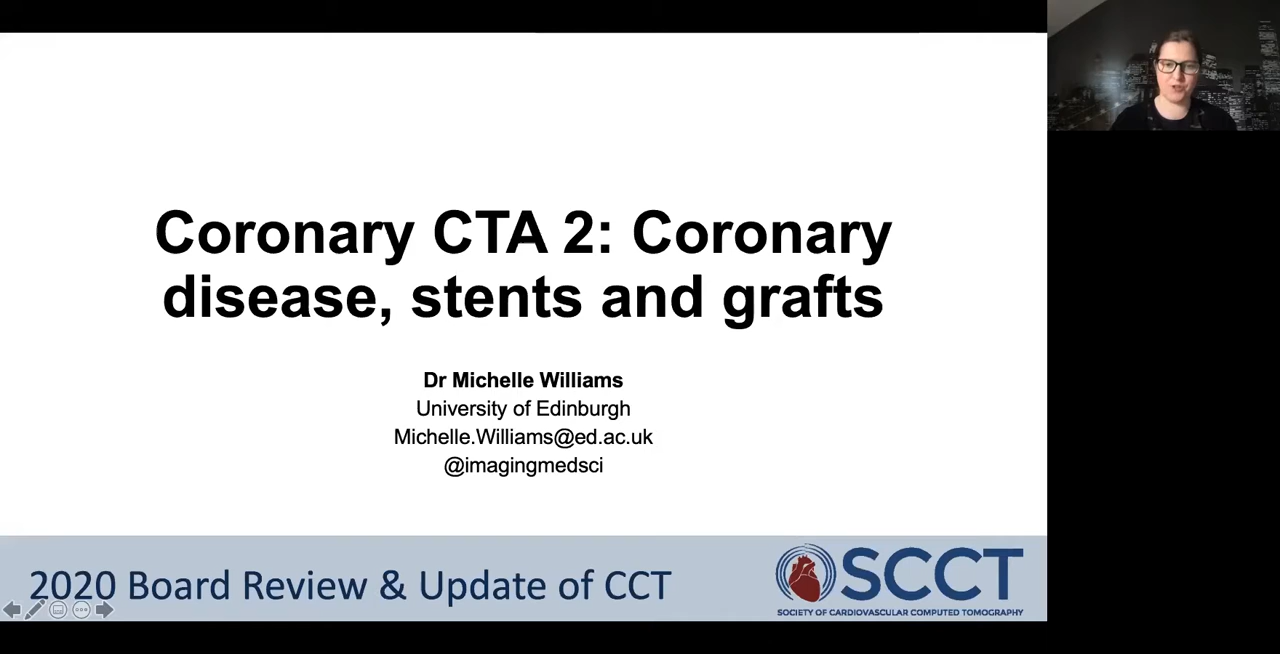 Coronary CTA 2: Coronary
disease, stents and grafts
Dr Michelle Williams
University of Edinburgh
Michelle.Williams@ed.ac.uk
@imagingmedsci
2020 Board Review & Update of CCT
SCCT
SOCIETY OF CARDIOVASCULAR COMPUTED TOMOGRAPHY